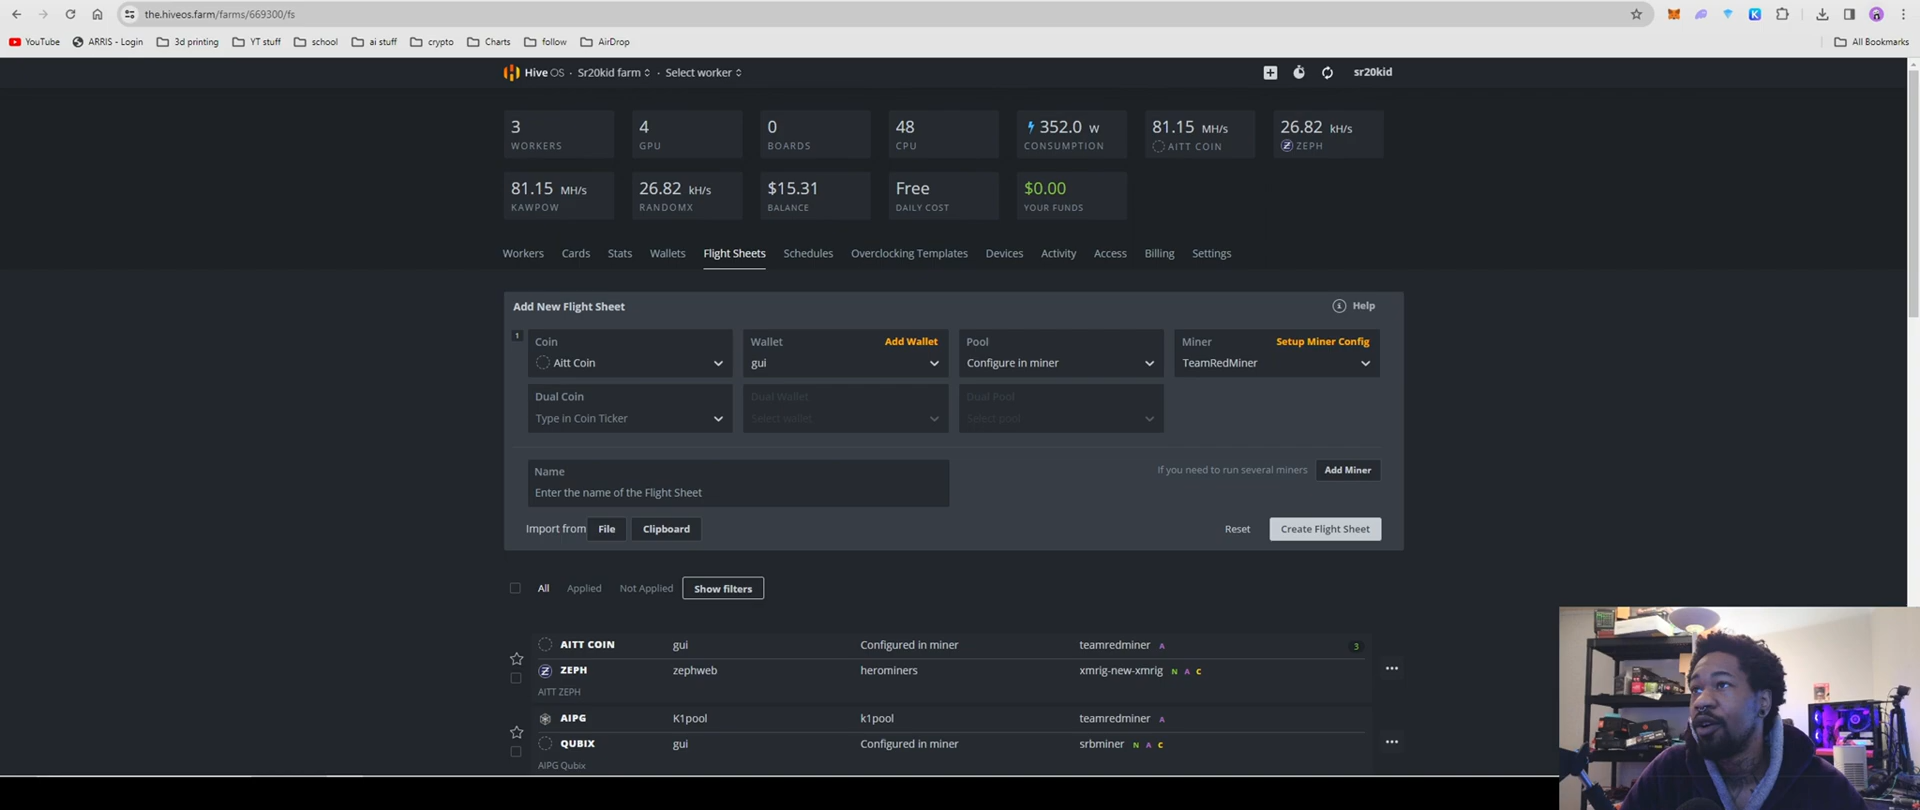 the.hiveos.farm/farms/669300/fs
YouTube ARRIS - Login 3d printing YT stuff school ai stuff crypto Charts follow AirDrop All Bookmarks
Hive OS · Sr20kid farm · Select worker sr20kid
3 4 0 48 352.0 W 81.15 MH/s 26.82 kH/s
WORKERS GPU BOARDS CPU CONSUMPTION AITT COIN ZEPH
81.15 MH/s 26.82 kH/s $15.31 Free $0.00
KAWPOW RANDOMX BALANCE DAILY COST YOUR FUNDS
Workers Cards Stats Wallets Flight Sheets Schedules Overclocking Templates Devices Activity Access Billing Settings
Add New Flight Sheet Help
1 Coin Wallet Add Wallet Pool Miner Setup Miner Config
Aitt Coin gui Configure in miner TeamRedMiner
Dual Coin Dual Wallet Dual Pool
Type in Coin Ticker Select wallet Select pool
Name If you need to run several miners Add Miner
Enter the name of the Flight Sheet
Import from File Clipboard Reset Create Flight Sheet
All Applied Not Applied Show filters
AITT COIN gui Configured in miner teamredminer A 3
ZEPH zephweb herominers xmrig-new-xmrig N A C
AITT ZEPH
AIPG K1pool k1pool teamredminer A
QUBIX gui Configured in miner srbminer N A C
AIPG Qubix